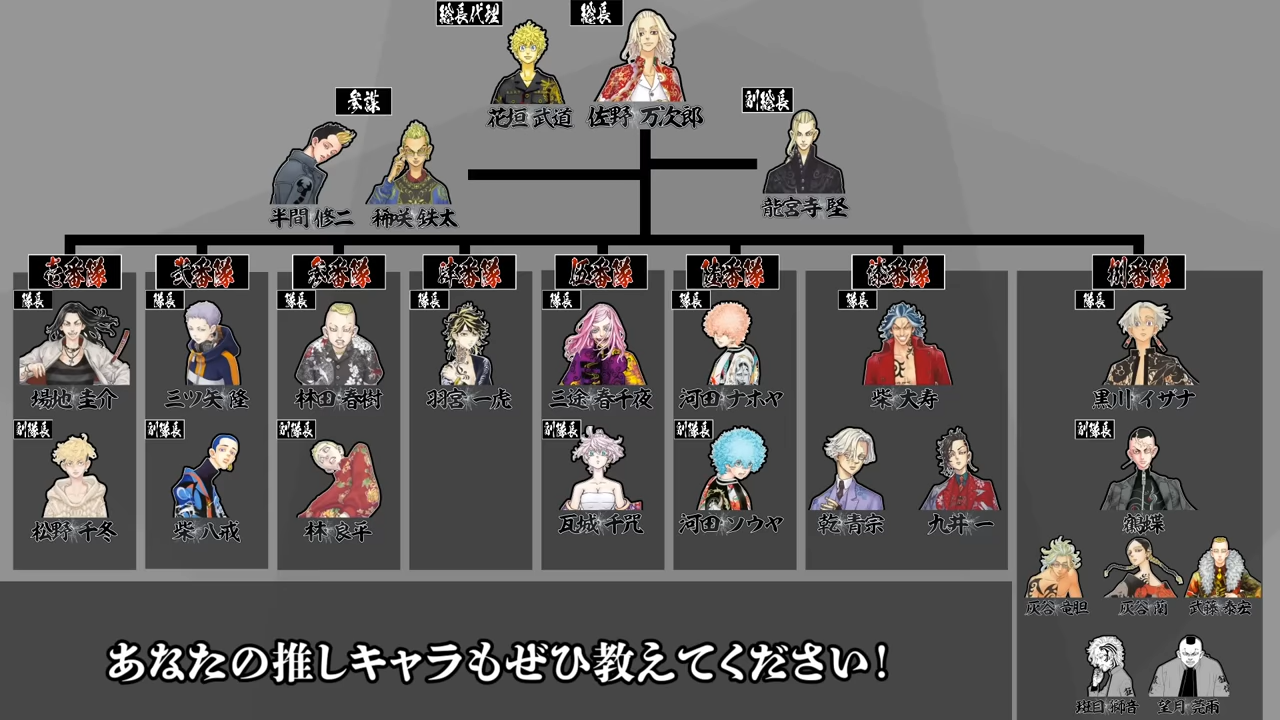 総長代理
総長
花垣 武道
佐野 万次郎
参謀
副総長
半間 修二
稀咲 鉄太
龍宮寺 堅
壱番隊
弐番隊
参番隊
肆番隊
伍番隊
陸番隊
漆番隊
捌番隊
隊長
隊長
隊長
隊長
隊長
隊長
隊長
隊長
場地 圭介
三ツ矢 隆
林田 春樹
羽宮 一虎
三途 春千夜
河田 ナホヤ
柴 大寿
黒川 イザナ
副隊長
副隊長
副隊長
副隊長
副隊長
副隊長
松野 千冬
柴 八戒
林 良平
瓦城 千咒
河田 ソウヤ
乾 青宗
九井 一
鶴蝶
灰谷 竜胆
灰谷 蘭
武藤 泰宏
斑目 獅音
望月 莞爾
あなたの推しキャラもぜひ教えてください!